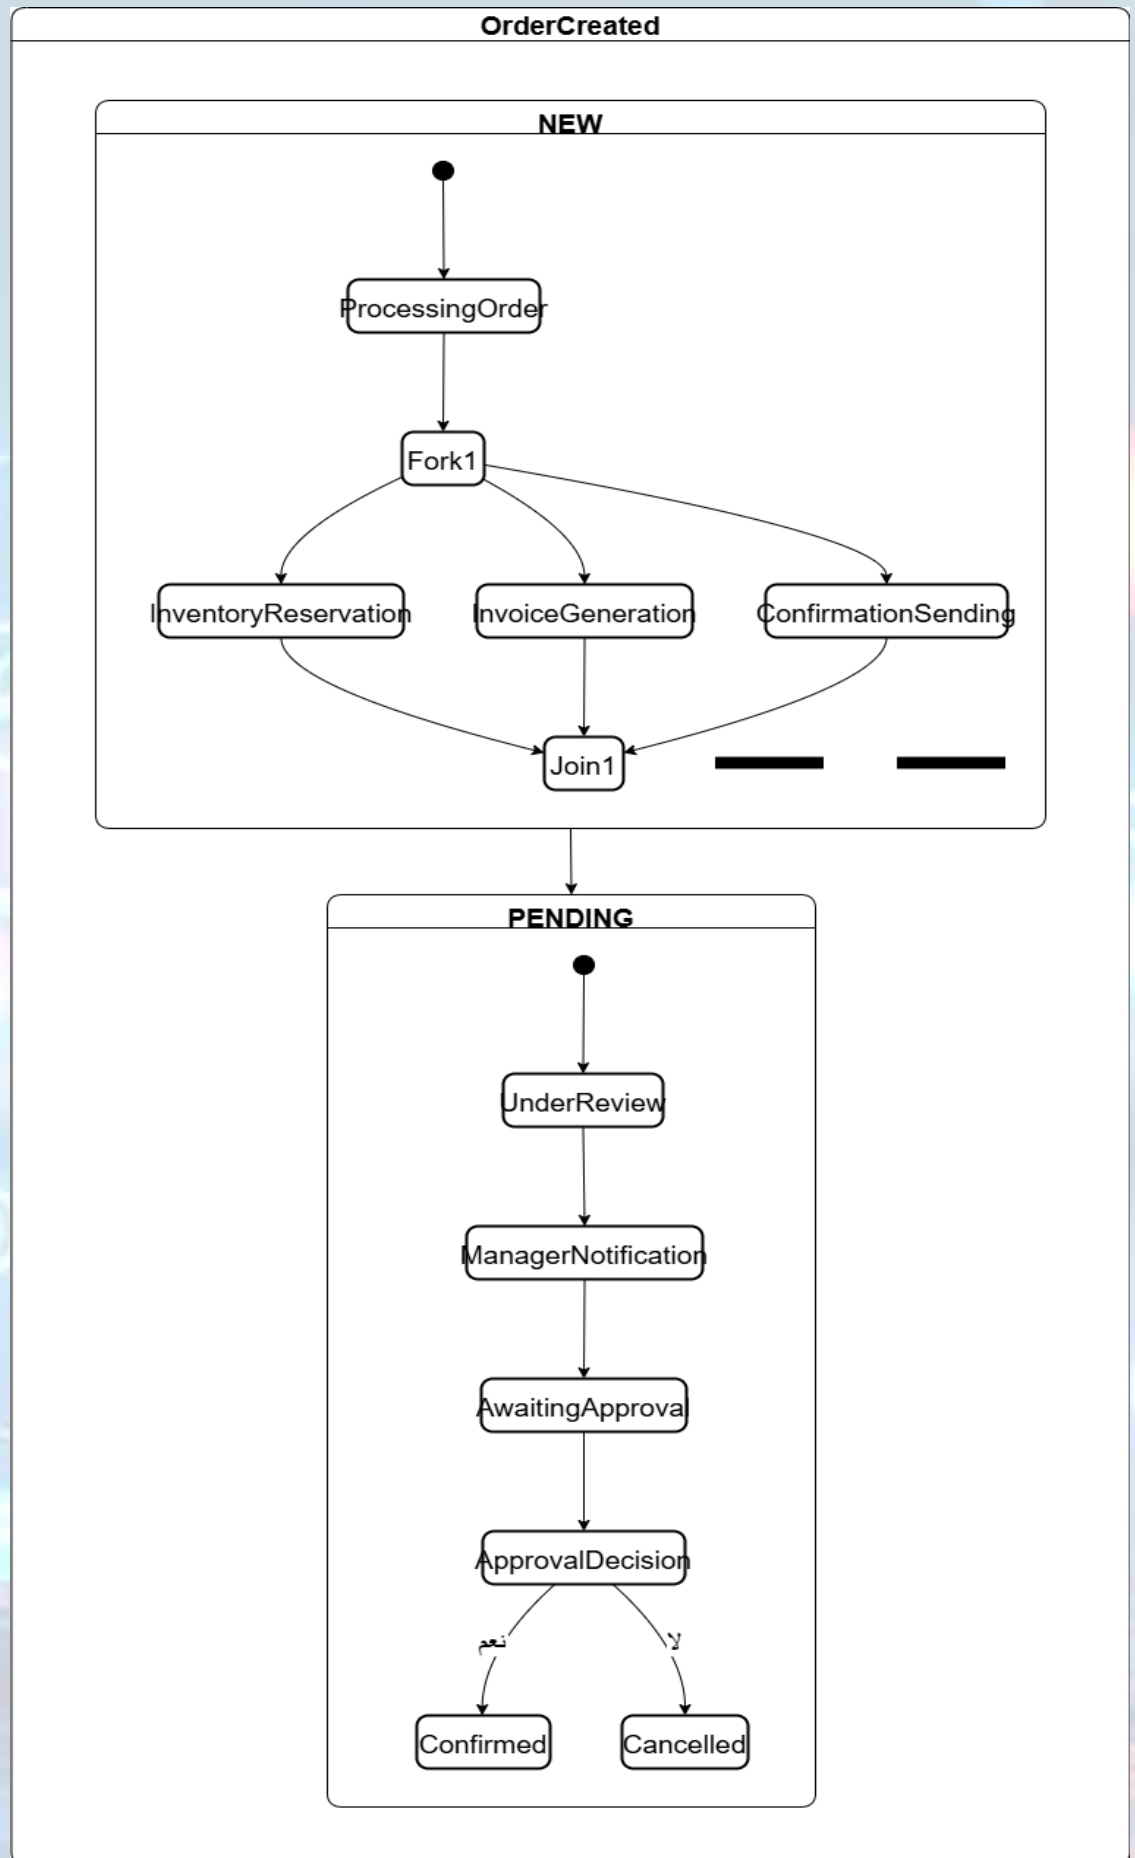 OrderCreated
NEW
ProcessingOrder
Fork1
InventoryReservation
InvoiceGeneration
ConfirmationSending
Join1
PENDING
UnderReview
ManagerNotification
AwaitingApproval
ApprovalDecision
نعم
لا
Confirmed
Cancelled